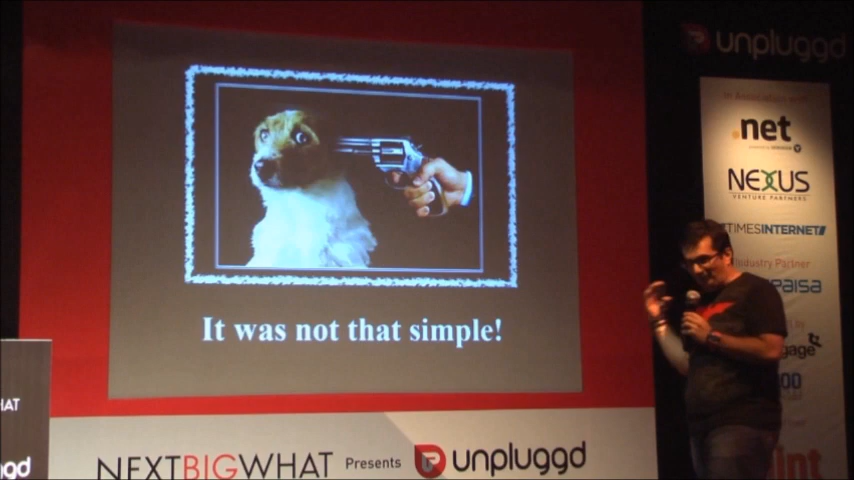 unpluggd
In Association with
.net
NEXUS
VENTURE PARTNERS
TIMESINTERNET
Industry Partner
It was not that simple!
NEXTBIGWHAT Presents unpluggd